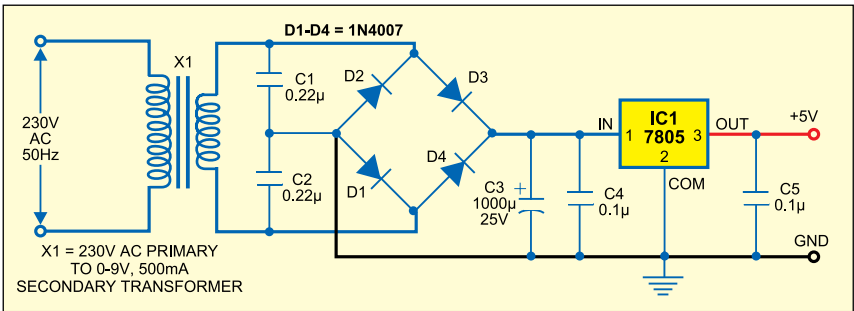 D1-D4 = 1N4007
X1
230V
AC
50Hz
C1
0.22µ
C2
0.22µ
D2
D3
D1
D4
C3
1000µ
25V
+
C4
0.1µ
IN
IC1
7805
1
3
2
OUT
COM
+5V
C5
0.1µ
GND
X1 = 230V AC PRIMARY
TO 0-9V, 500mA
SECONDARY TRANSFORMER